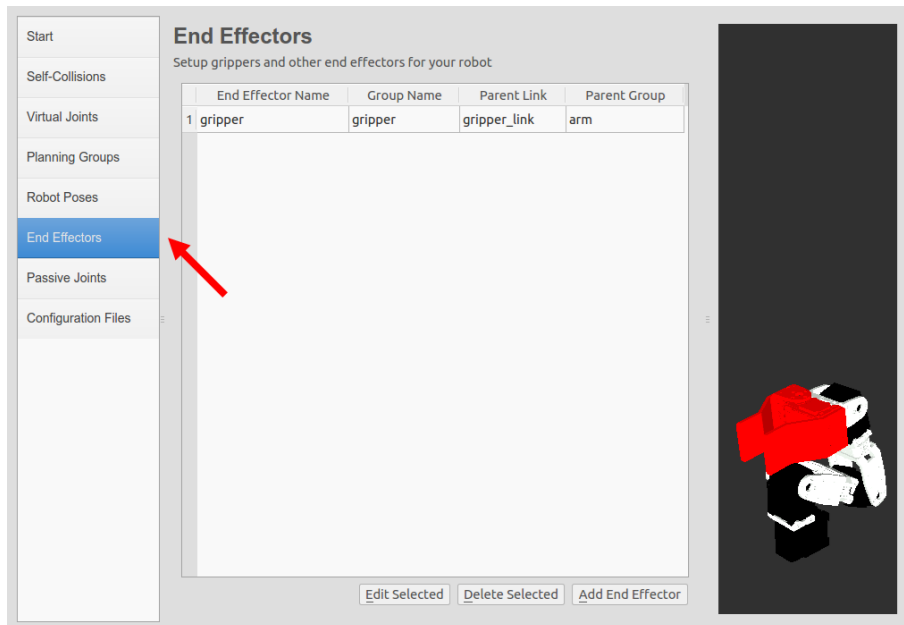 Start
Self-Collisions
Virtual Joints
Planning Groups
Robot Poses
End Effectors
Passive Joints
Configuration Files
End Effectors
Setup grippers and other end effectors for your robot
End Effector Name Group Name Parent Link Parent Group
1 gripper gripper gripper_link arm
Edit Selected Delete Selected Add End Effector